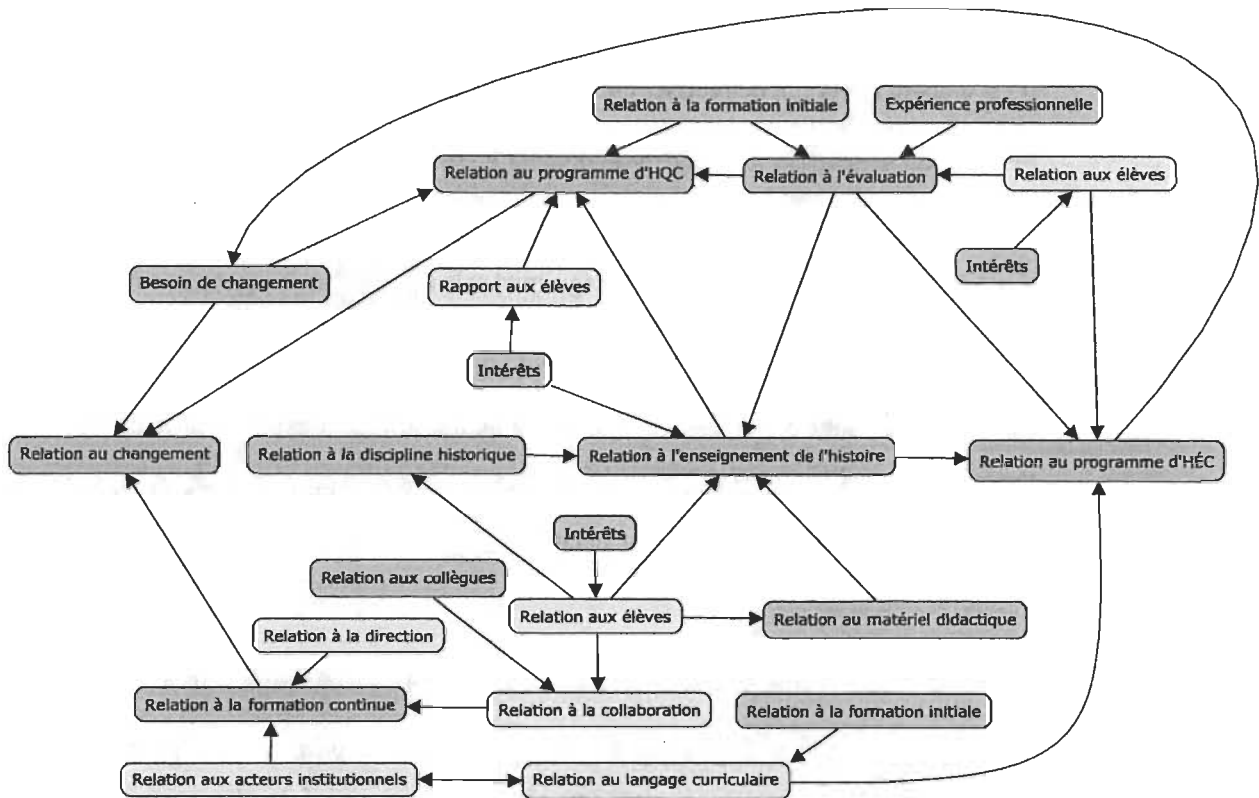 Relation à la formation initiale
Expérience professionnelle
Relation au programme d'HQC
Relation à l'évaluation
Relation aux élèves
Intérêts
Besoin de changement
Rapport aux élèves
Intérêts
Relation au changement
Relation à la discipline historique
Relation à l'enseignement de l'histoire
Relation au programme d'HÉC
Intérêts
Relation aux collègues
Relation aux élèves
Relation au matériel didactique
Relation à la direction
Relation à la formation continue
Relation à la collaboration
Relation à la formation initiale
Relation aux acteurs institutionnels
Relation au langage curriculaire